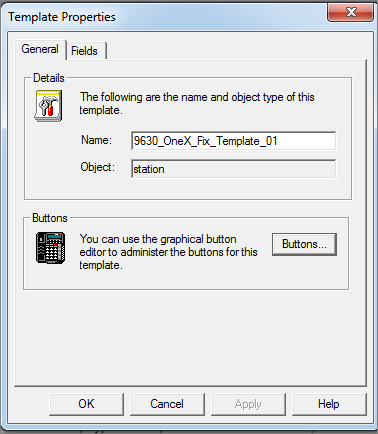 Template Properties
General Fields
Details
The following are the name and object type of this
template.
Name: 9630_OneX_Fix_Template_01
Object: station
Buttons
You can use the graphical button
editor to administer the buttons for this
template.
Buttons...
OK Cancel Apply Help